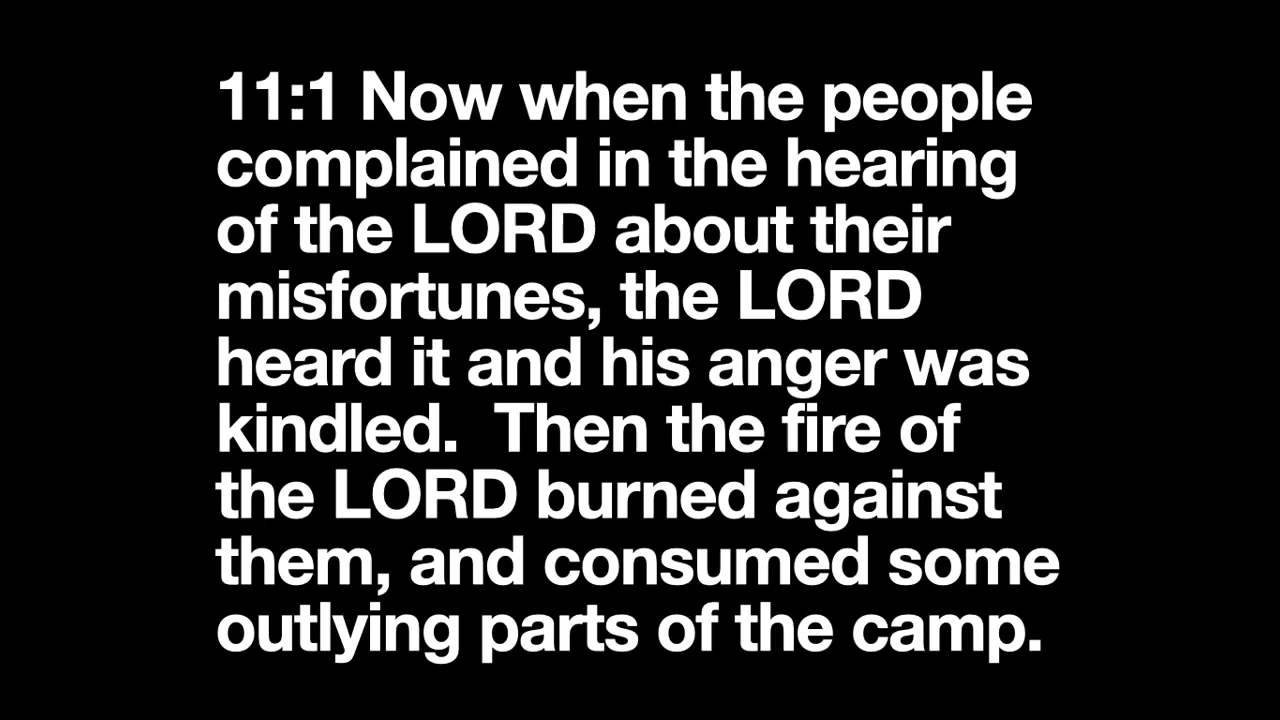 11:1 Now when the people
complained in the hearing
of the LORD about their
misfortunes, the LORD
heard it and his anger was
kindled.  Then the fire of
the LORD burned against
them, and consumed some
outlying parts of the camp.